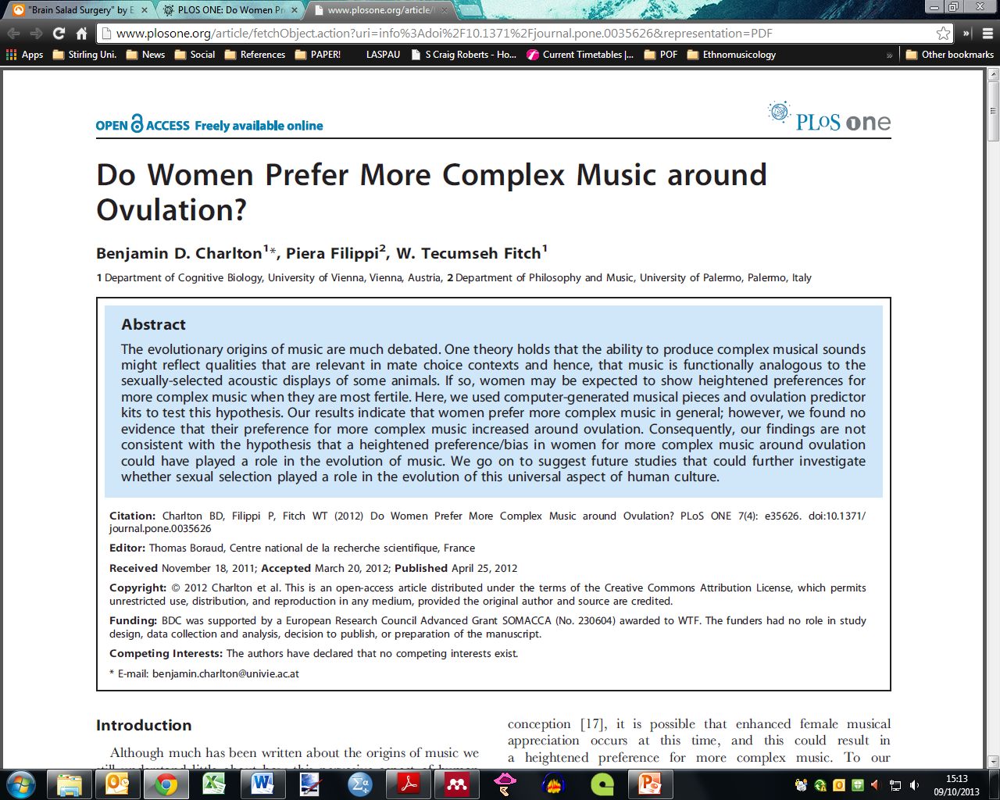 "Brain Salad Surgery" by E
PLOS ONE: Do Women Pr
www.plosone.org/article/
www.plosone.org/article/fetchObject.action?uri=info%3Adoi%2F10.1371%2Fjournal.pone.0035626&representation=PDF
Apps Stirling Uni. News Social References PAPER! LASPAU S Craig Roberts - Ho... Current Timetables |... POF Ethnomusicology » Other bookmarks
OPEN ACCESS Freely available online
PLoS one
Do Women Prefer More Complex Music around
Ovulation?
Benjamin D. Charlton1*, Piera Filippi2, W. Tecumseh Fitch1
1 Department of Cognitive Biology, University of Vienna, Vienna, Austria, 2 Department of Philosophy and Music, University of Palermo, Palermo, Italy
Abstract
The evolutionary origins of music are much debated. One theory holds that the ability to produce complex musical sounds
might reflect qualities that are relevant in mate choice contexts and hence, that music is functionally analogous to the
sexually-selected acoustic displays of some animals. If so, women may be expected to show heightened preferences for
more complex music when they are most fertile. Here, we used computer-generated musical pieces and ovulation predictor
kits to test this hypothesis. Our results indicate that women prefer more complex music in general; however, we found no
evidence that their preference for more complex music increased around ovulation. Consequently, our findings are not
consistent with the hypothesis that a heightened preference/bias in women for more complex music around ovulation
could have played a role in the evolution of music. We go on to suggest future studies that could further investigate
whether sexual selection played a role in the evolution of this universal aspect of human culture.
Citation: Charlton BD, Filippi P, Fitch WT (2012) Do Women Prefer More Complex Music around Ovulation? PLoS ONE 7(4): e35626. doi:10.1371/
journal.pone.0035626
Editor: Thomas Boraud, Centre national de la recherche scientifique, France
Received November 18, 2011; Accepted March 20, 2012; Published April 25, 2012
Copyright: © 2012 Charlton et al. This is an open-access article distributed under the terms of the Creative Commons Attribution License, which permits
unrestricted use, distribution, and reproduction in any medium, provided the original author and source are credited.
Funding: BDC was supported by a European Research Council Advanced Grant SOMACCA (No. 230604) awarded to WTF. The funders had no role in study
design, data collection and analysis, decision to publish, or preparation of the manuscript.
Competing Interests: The authors have declared that no competing interests exist.
* E-mail: benjamin.charlton@univie.ac.at
Introduction
Although much has been written about the origins of music we
conception [17], it is possible that enhanced female musical
appreciation occurs at this time, and this could result in
a heightened preference for more complex music. To our
15:13
09/10/2013